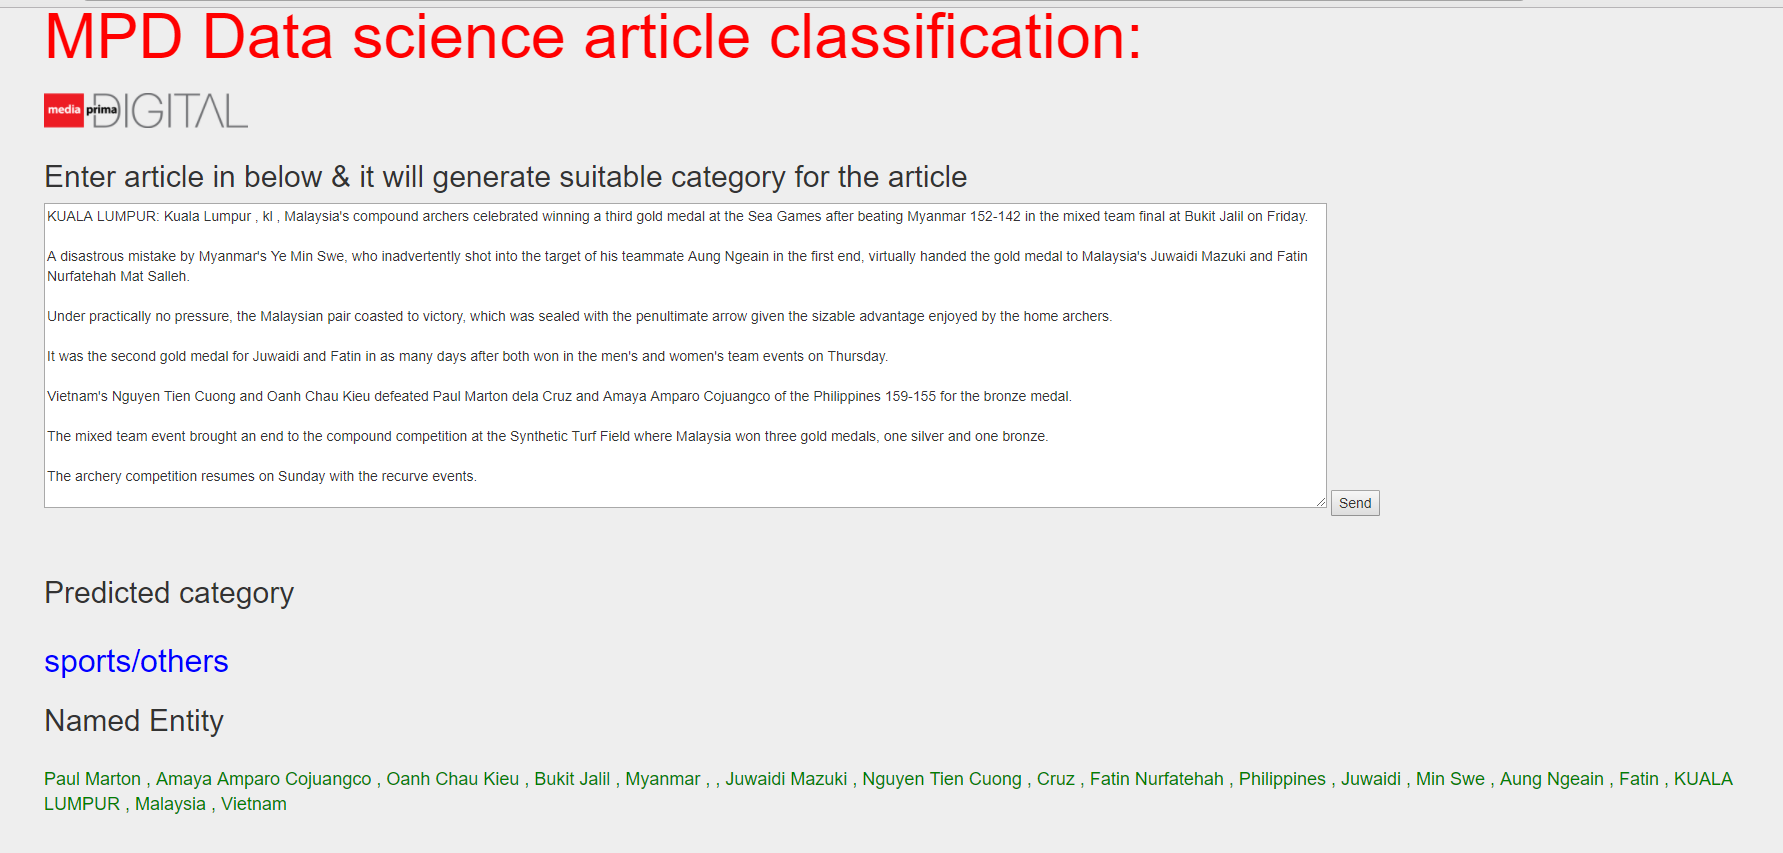 MPD Data science article classification:
media prima DIGITAL
Enter article in below & it will generate suitable category for the article
KUALA LUMPUR: Kuala Lumpur , kl , Malaysia's compound archers celebrated winning a third gold medal at the Sea Games after beating Myanmar 152-142 in the mixed team final at Bukit Jalil on Friday.
A disastrous mistake by Myanmar's Ye Min Swe, who inadvertently shot into the target of his teammate Aung Ngeain in the first end, virtually handed the gold medal to Malaysia's Juwaidi Mazuki and Fatin
Nurfatehah Mat Salleh.
Under practically no pressure, the Malaysian pair coasted to victory, which was sealed with the penultimate arrow given the sizable advantage enjoyed by the home archers.
It was the second gold medal for Juwaidi and Fatin in as many days after both won in the men's and women's team events on Thursday.
Vietnam's Nguyen Tien Cuong and Oanh Chau Kieu defeated Paul Marton dela Cruz and Amaya Amparo Cojuangco of the Philippines 159-155 for the bronze medal.
The mixed team event brought an end to the compound competition at the Synthetic Turf Field where Malaysia won three gold medals, one silver and one bronze.
The archery competition resumes on Sunday with the recurve events.
Send
Predicted category
sports/others
Named Entity
Paul Marton , Amaya Amparo Cojuangco , Oanh Chau Kieu , Bukit Jalil , Myanmar , , Juwaidi Mazuki , Nguyen Tien Cuong , Cruz , Fatin Nurfatehah , Philippines , Juwaidi , Min Swe , Aung Ngeain , Fatin , KUALA
LUMPUR , Malaysia , Vietnam